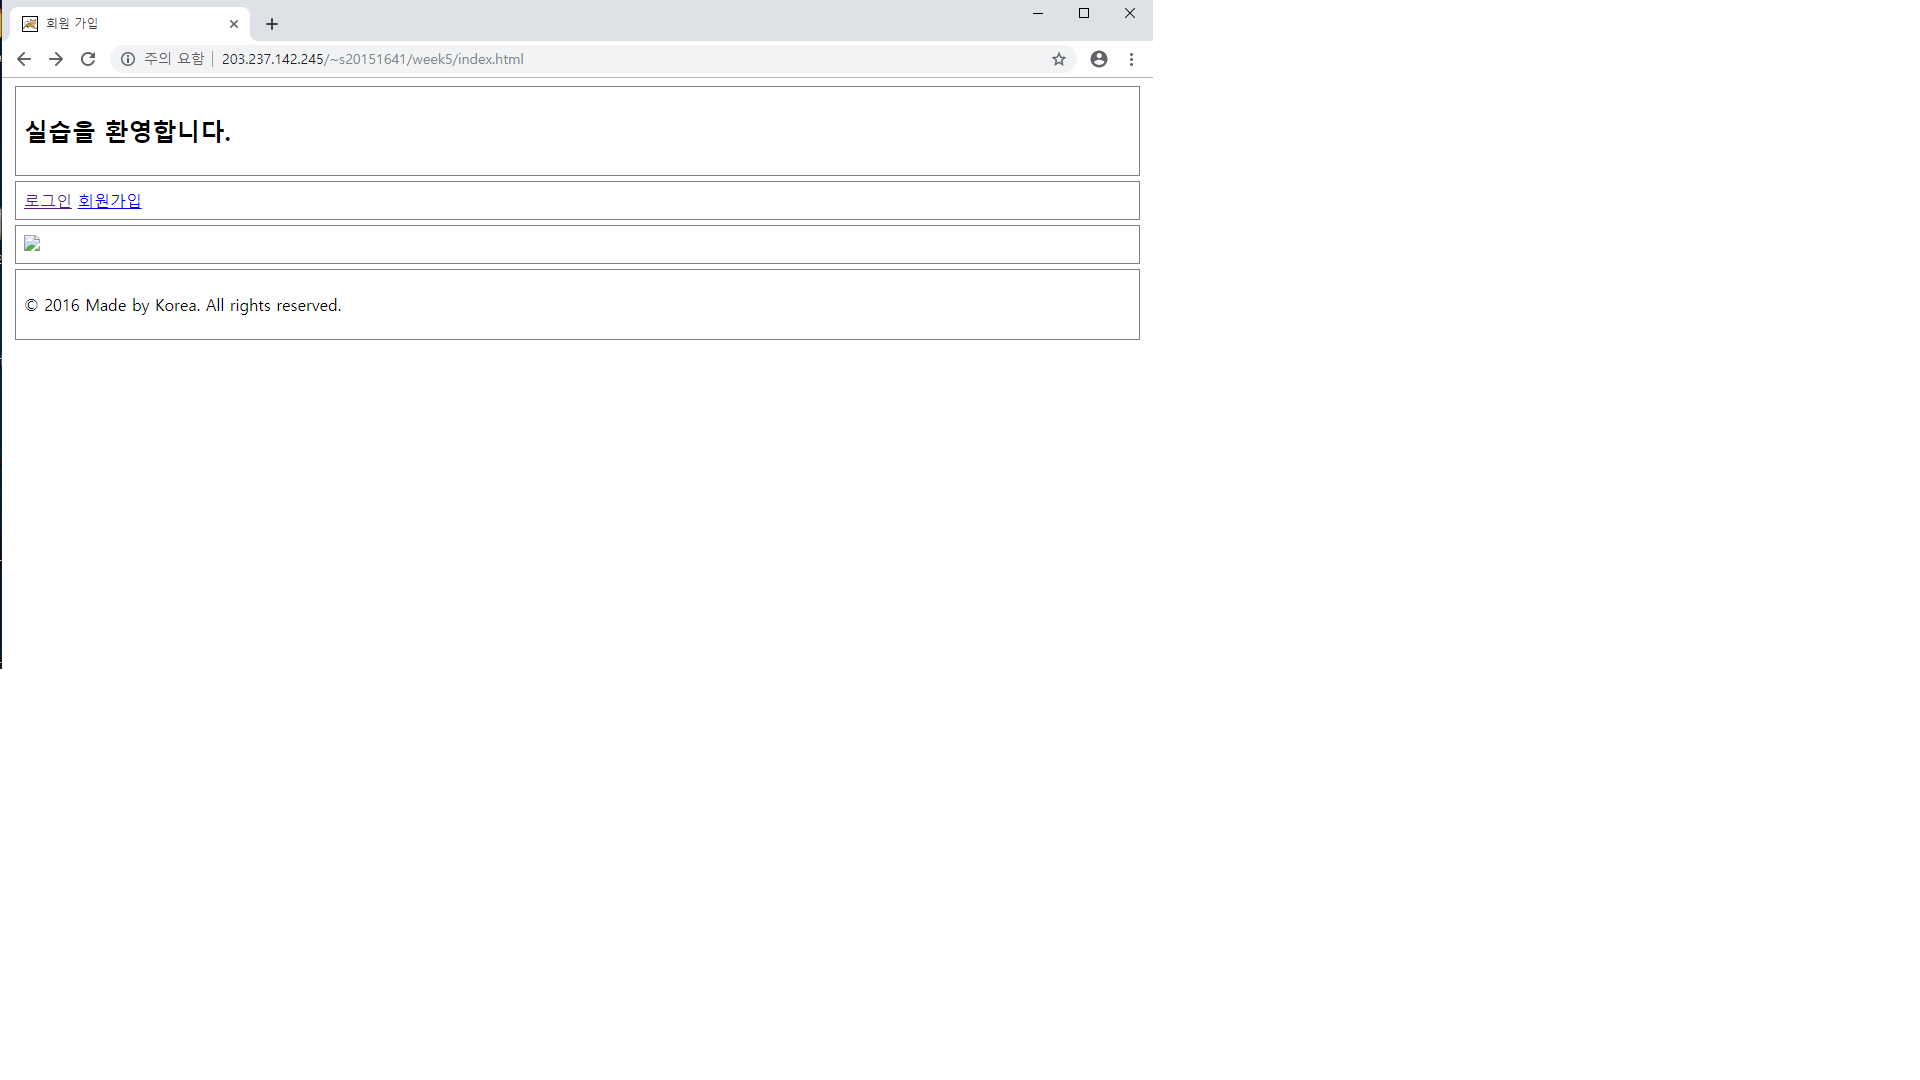 회원 가입
주의 요함 | 203.237.142.245/~s20151641/week5/index.html
실습을 환영합니다.
로그인 회원가입
© 2016 Made by Korea. All rights reserved.